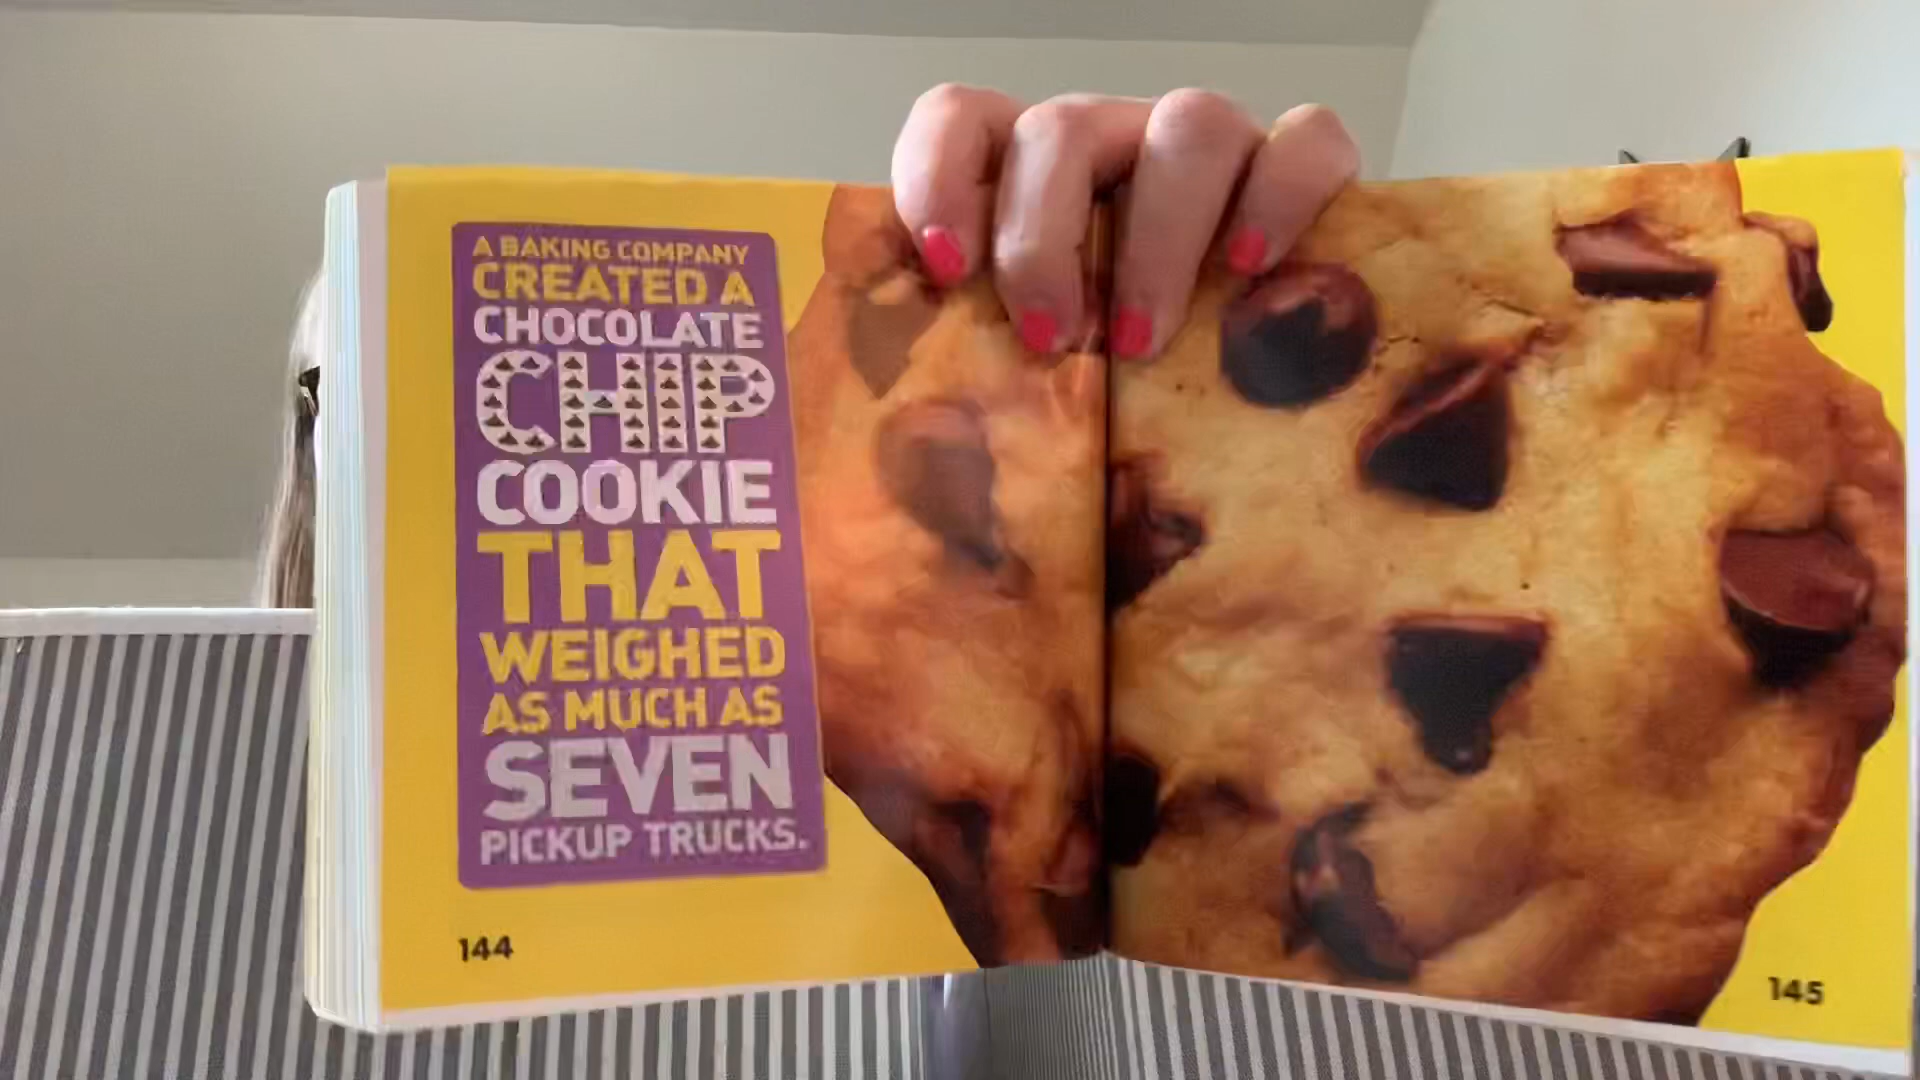 A BAKING COMPANY
CREATED A
CHOCOLATE
CHIP
COOKIE
THAT
WEIGHED
AS MUCH AS
SEVEN
PICKUP TRUCKS.
144
145